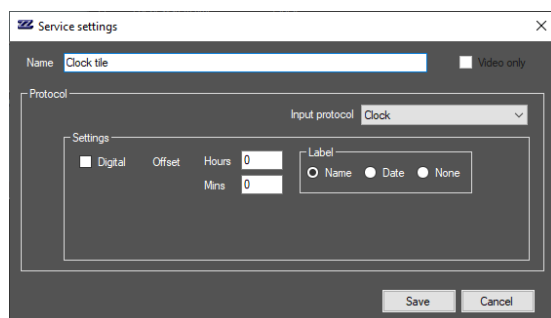 Service settings
Name Clock tile Video only
Protocol
Input protocol Clock
Settings
Digital Offset Hours 0
Mins 0
Label
Name Date None
Save Cancel